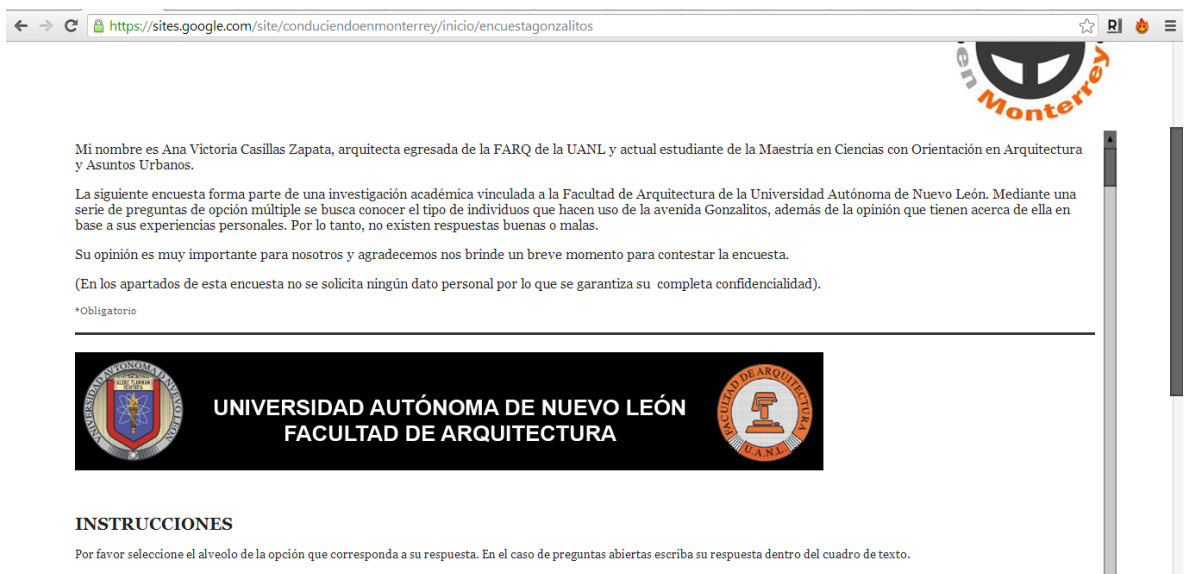 https://sites.google.com/site/conduciendoenmonterrey/inicio/encuestagonzalitos
en Monterrey
Mi nombre es Ana Victoria Casillas Zapata, arquitecta egresada de la FARQ de la UANL y actual estudiante de la Maestría en Ciencias con Orientación en Arquitectura
y Asuntos Urbanos.
La siguiente encuesta forma parte de una investigación académica vinculada a la Facultad de Arquitectura de la Universidad Autónoma de Nuevo León. Mediante una
serie de preguntas de opción múltiple se busca conocer el tipo de individuos que hacen uso de la avenida Gonzalitos, además de la opinión que tienen acerca de ella en
base a sus experiencias personales. Por lo tanto, no existen respuestas buenas o malas.
Su opinión es muy importante para nosotros y agradecemos nos brinde un breve momento para contestar la encuesta.
(En los apartados de esta encuesta no se solicita ningún dato personal por lo que se garantiza su  completa confidencialidad).
*Obligatorio
UNIVERSIDAD AUTÓNOMA DE NUEVO LEÓN
FACULTAD DE ARQUITECTURA
UNIVERSIDAD AUTONOMA D NUEVO LEON
FACULTAD DE ARQUITECTURA
U.A.N.L.
INSTRUCCIONES
Por favor seleccione el alveolo de la opción que corresponda a su respuesta. En el caso de preguntas abiertas escriba su respuesta dentro del cuadro de texto.